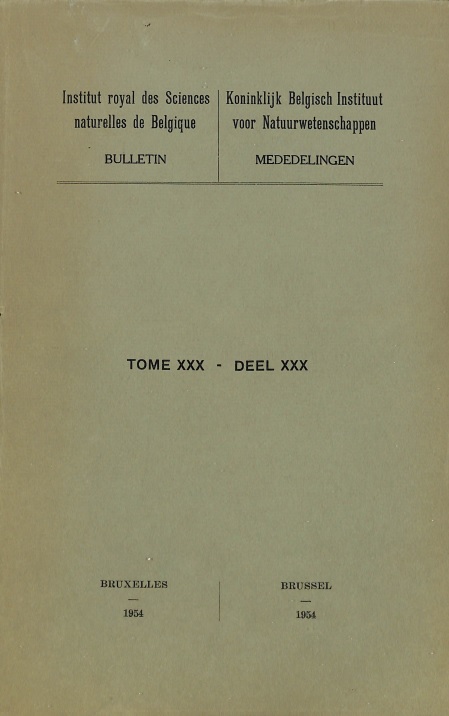 Institut royal des Sciences
naturelles de Belgique
BULLETIN
Koninklijk Belgisch Instituut
voor Natuurwetenschappen
MEDEDELINGEN
TOME XXX - DEEL XXX
BRUXELLES
—
1954
BRUSSEL
—
1954